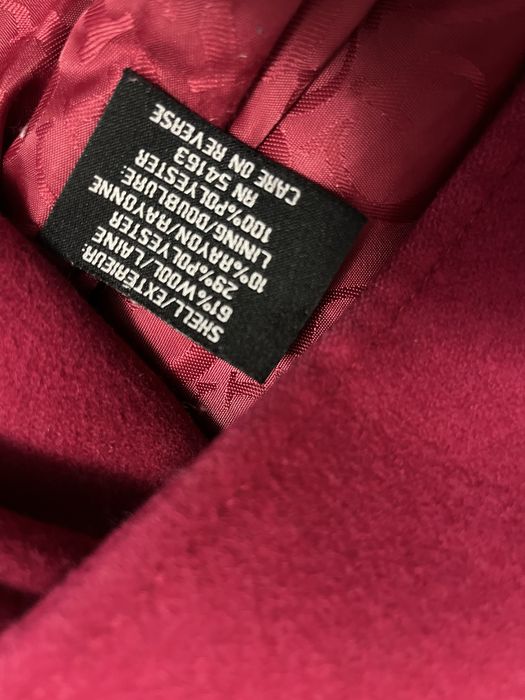 SHELL/EXTERIEUR:
61% WOOL/LAINE
29% POLYESTER
10% RAYON/RAYONNE
LINING/DOUBLURE:
100% POLYESTER
RN 54163
CARE ON REVERSE